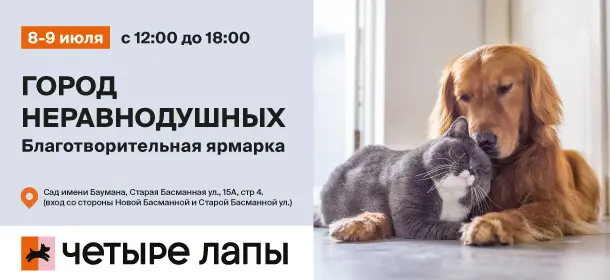 8-9 июля с 12:00 до 18:00
ГОРОД
НЕРАВНОДУШНЫХ
Благотворительная ярмарка
Сад имени Баумана, Старая Басманная ул., 15А, стр 4.
(вход со стороны Новой Басманной и Старой Басманной ул.)
четыре лапы